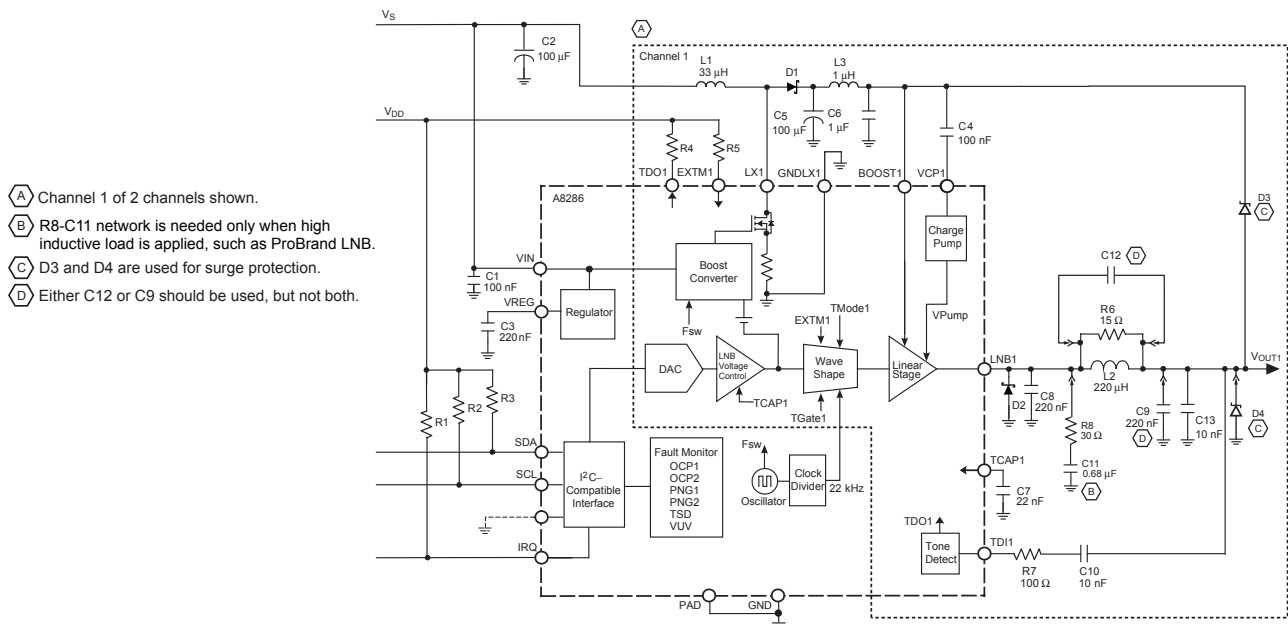 A Channel 1 of 2 channels shown.
B R8-C11 network is needed only when high
inductive load is applied, such as ProBrand LNB.
C D3 and D4 are used for surge protection.
D Either C12 or C9 should be used, but not both.
VS
C2
100 µF
A
Channel 1
L1
33 µH
D1
L3
1 µH
VDD
C5
100 µF
C6
1 µF
C4
100 nF
R4
R5
TDO1
EXTM1
LX1
GNDLX1
BOOST1
VCP1
A8286
D3
C
Charge
Pump
VIN
C1
100 nF
Boost
Converter
C12 D
VREG
Regulator
C3
220 nF
Fsw
TMode1
EXTM1
VPump
R6
15 Ω
DAC
LNB
Voltage
Control
Wave
Shape
Linear
Stage
LNB1
L2
220 µH
VOUT1
TCAP1
TGate1
D2
C8
220 nF
R8
30 Ω
C9
220 nF
D
C13
10 nF
D4
C
R1
R2
R3
SDA
SCL
IRQ
I2C–
Compatible
Interface
Fault Monitor
OCP1
OCP2
PNG1
PNG2
TSD
VUV
Fsw
Oscillator
Clock
Divider
22 kHz
TCAP1
C7
22 nF
C11
0.68 µF
B
TDO1
Tone
Detect
TDI1
R7
100 Ω
C10
10 nF
PAD
GND